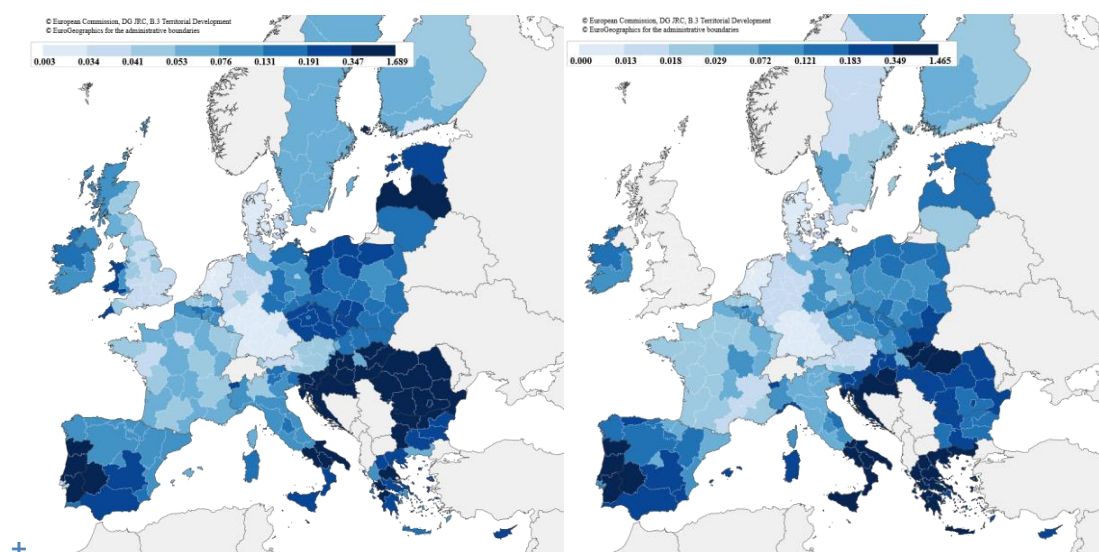 © European Commission, DG JRC, B.3 Territorial Development
© EuroGeographics for the administrative boundaries
0.003 0.034 0.041 0.053 0.076 0.131 0.191 0.347 1.689
© European Commission, DG JRC, B.3 Territorial Development
© EuroGeographics for the administrative boundaries
0.000 0.013 0.018 0.029 0.072 0.121 0.183 0.349 1.465